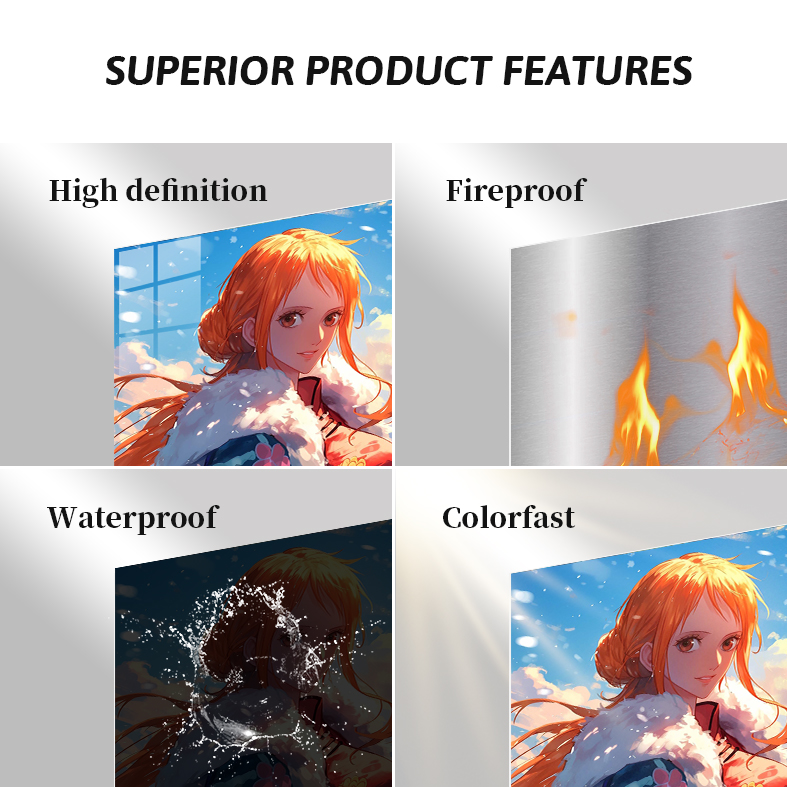 SUPERIOR PRODUCT FEATURES
High definition
Fireproof
Waterproof
Colorfast